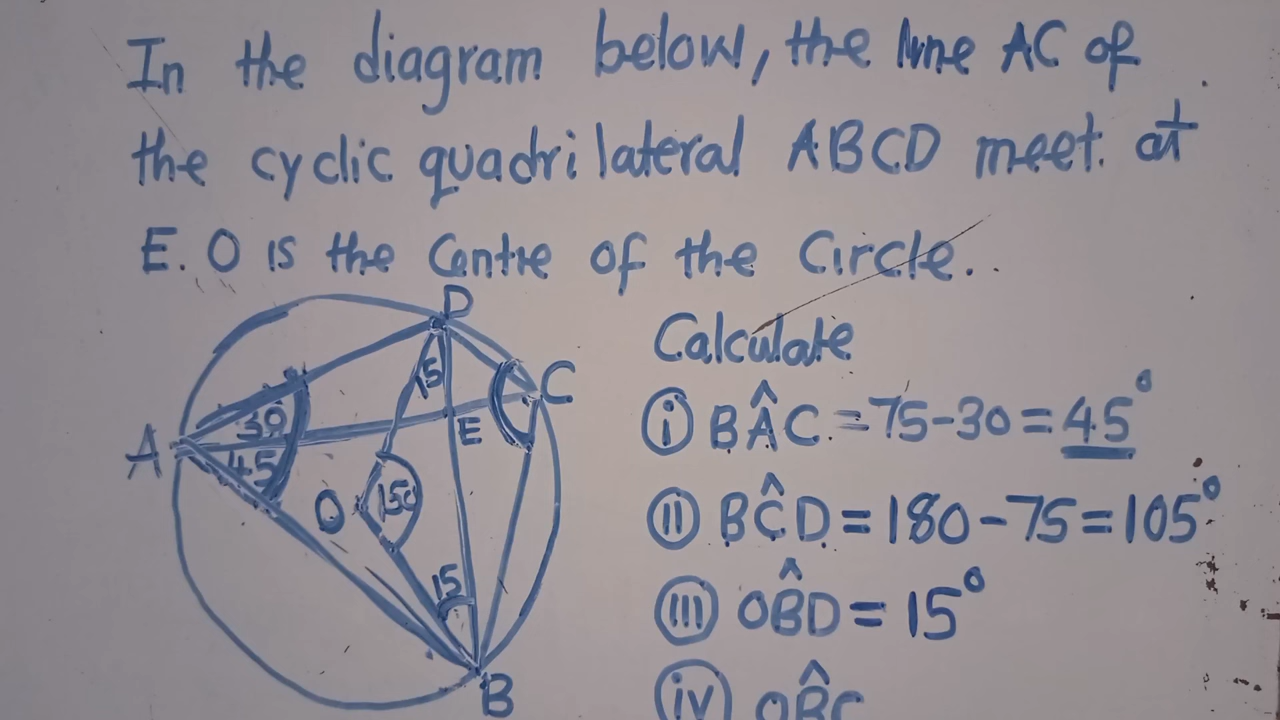 In the diagram below, the line AC of
the cyclic quadrilateral ABCD meet. at
E. O is the Centre of the Circle..
Calculate
(i) BÂC = 75-30 = 45°
(ii) BĈD = 180-75 = 105°
(iii) OB̂D = 15°
(iv) OB̂C
D
15
C
30
E
A
45
O
150
15
B